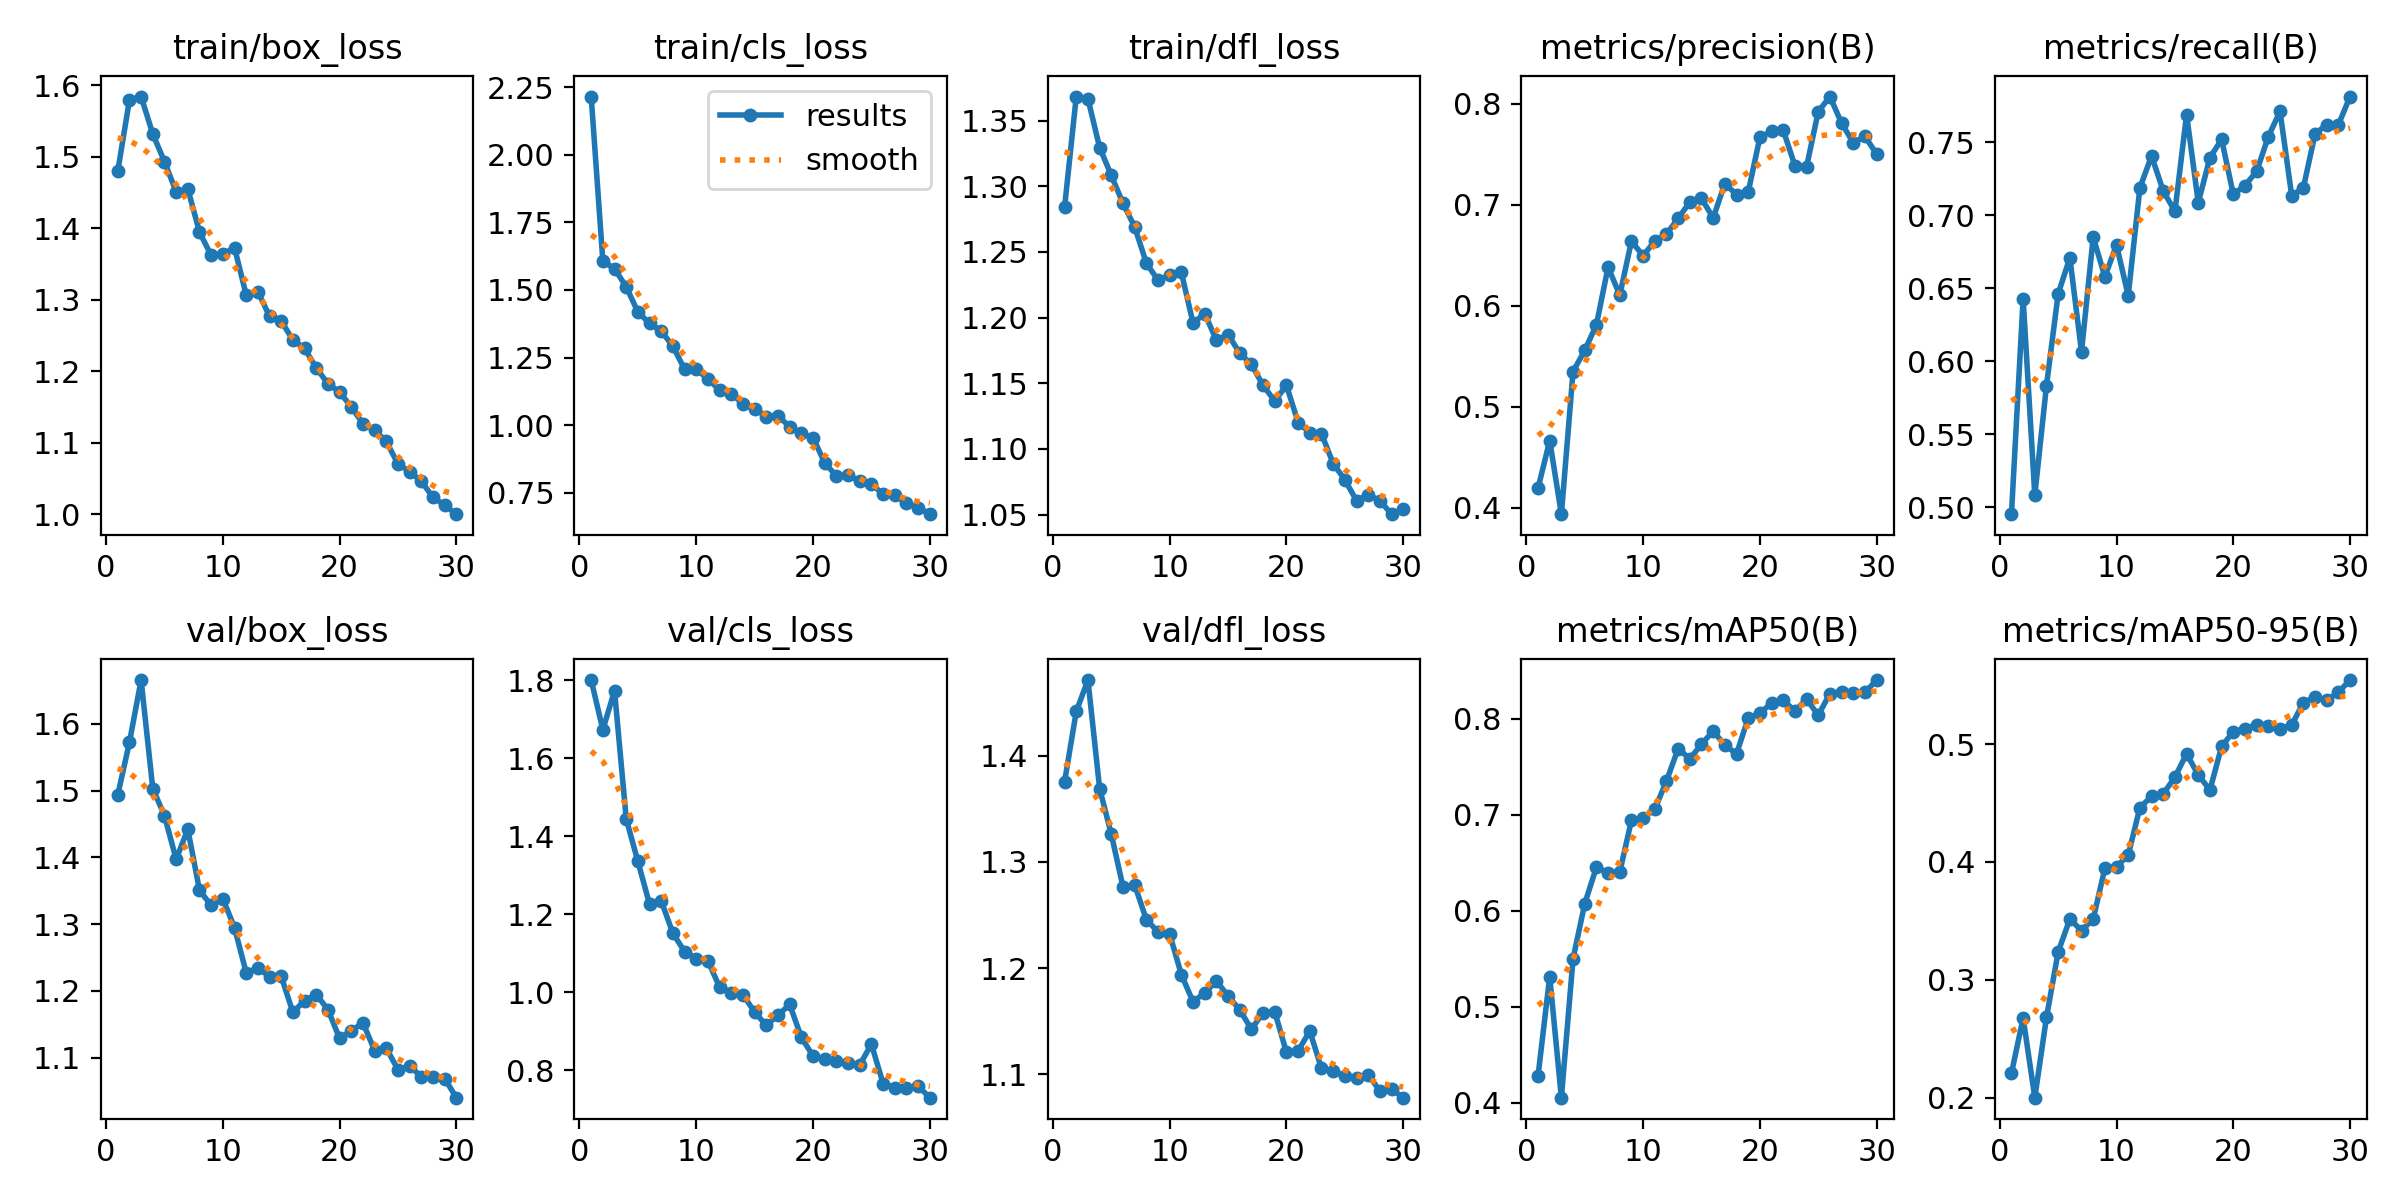 train/box_loss
1.6
1.5
1.4
1.3
1.2
1.1
1.0
0 10 20 30
train/cls_loss
results
smooth
2.25
2.00
1.75
1.50
1.25
1.00
0.75
0 10 20 30
train/dfl_loss
1.35
1.30
1.25
1.20
1.15
1.10
1.05
0 10 20 30
metrics/precision(B)
0.8
0.7
0.6
0.5
0.4
0 10 20 30
metrics/recall(B)
0.75
0.70
0.65
0.60
0.55
0.50
0 10 20 30
val/box_loss
1.6
1.5
1.4
1.3
1.2
1.1
0 10 20 30
val/cls_loss
1.8
1.6
1.4
1.2
1.0
0.8
0 10 20 30
val/dfl_loss
1.4
1.3
1.2
1.1
0 10 20 30
metrics/mAP50(B)
0.8
0.7
0.6
0.5
0.4
0 10 20 30
metrics/mAP50-95(B)
0.5
0.4
0.3
0.2
0 10 20 30